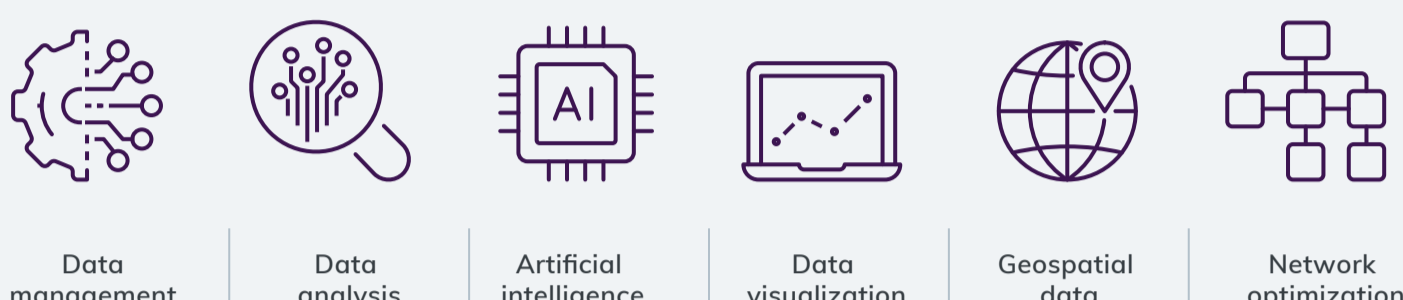 AI
Data
management
Data
analysis
Artificial
intelligence
Data
visualization
Geospatial
data
Network
optimization